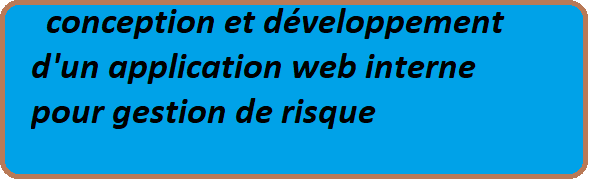 conception et développement
d'un application web interne
pour gestion de risque